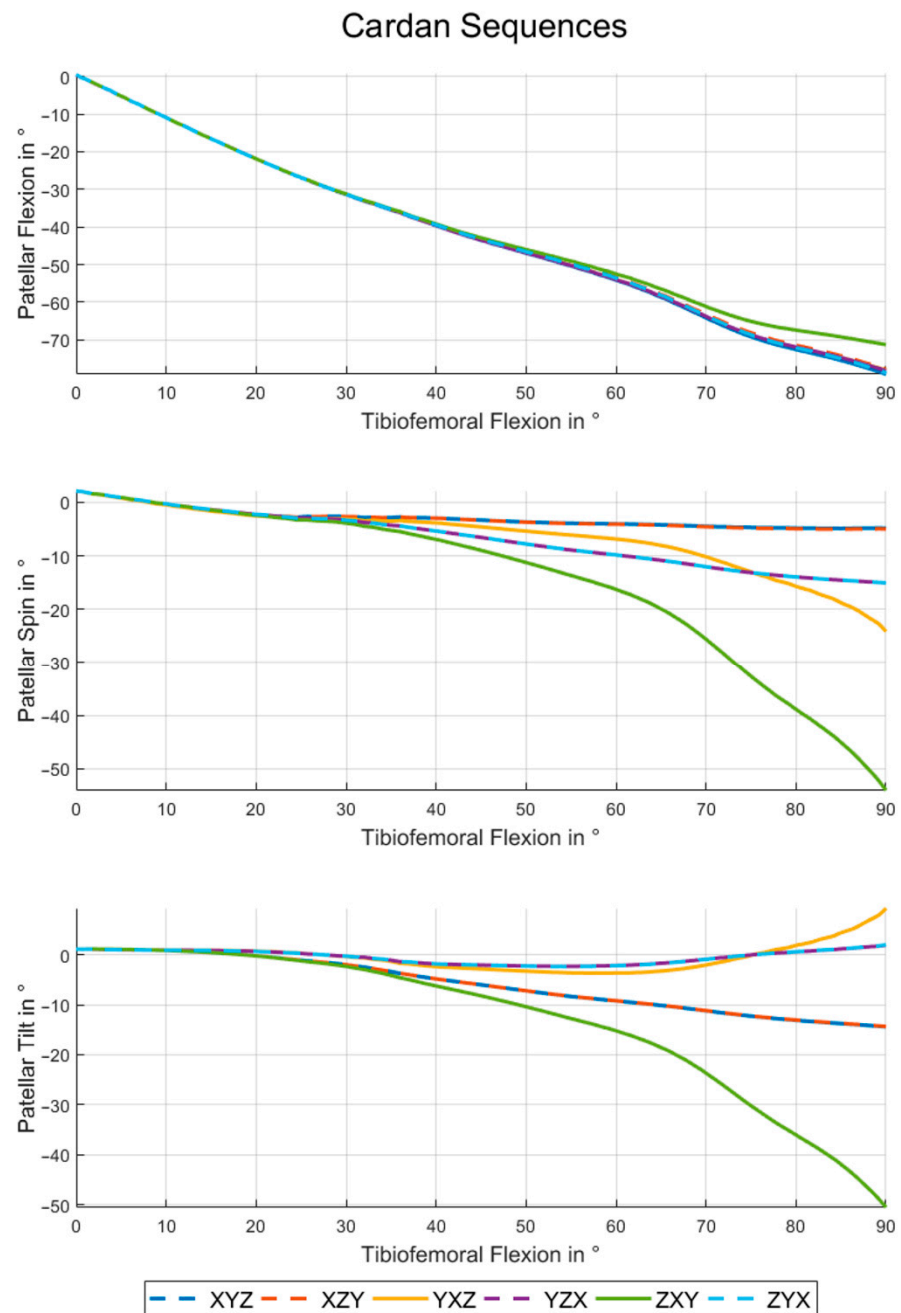 Cardan Sequences
0
−10
−20
−30
−40
−50
−60
−70
Patellar Flexion in °
0 10 20 30 40 50 60 70 80 90
Tibiofemoral Flexion in °
0
−10
−20
−30
−40
−50
Patellar Spin in °
0 10 20 30 40 50 60 70 80 90
Tibiofemoral Flexion in °
0
−10
−20
−30
−40
−50
Patellar Tilt in °
0 10 20 30 40 50 60 70 80 90
Tibiofemoral Flexion in °
XYZ XZY YXZ YZX ZXY ZYX